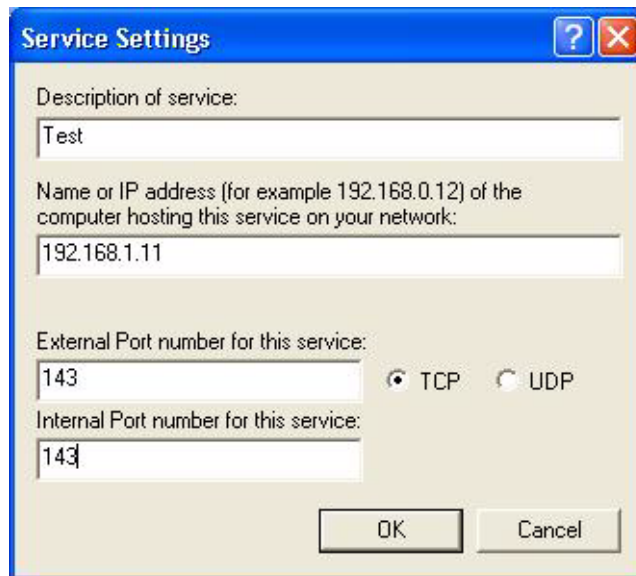 Service Settings
?
Description of service:
Test
Name or IP address (for example 192.168.0.12) of the
computer hosting this service on your network:
192.168.1.11
External Port number for this service:
143
TCP
UDP
Internal Port number for this service:
143
OK
Cancel